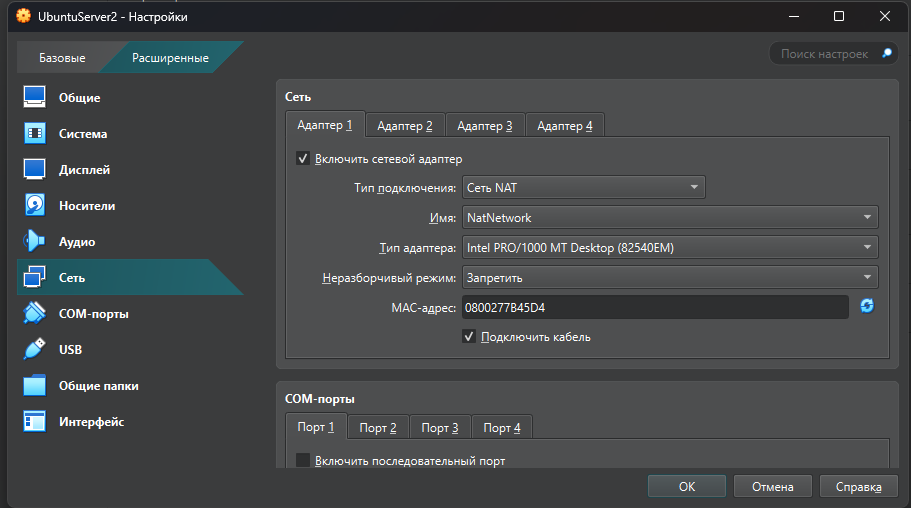 UbuntuServer2 - Настройки
Базовые Расширенные Поиск настроек
Общие
Система
Дисплей
Носители
Аудио
Сеть
COM-порты
USB
Общие папки
Интерфейс
Сеть
Адаптер 1 Адаптер 2 Адаптер 3 Адаптер 4
Включить сетевой адаптер
Тип подключения: Сеть NAT
Имя: NatNetwork
Тип адаптера: Intel PRO/1000 MT Desktop (82540EM)
Неразборчивый режим: Запретить
MAC-адрес: 0800277B45D4
Подключить кабель
COM-порты
Порт 1 Порт 2 Порт 3 Порт 4
Включить последовательный порт
OK Отмена Справка